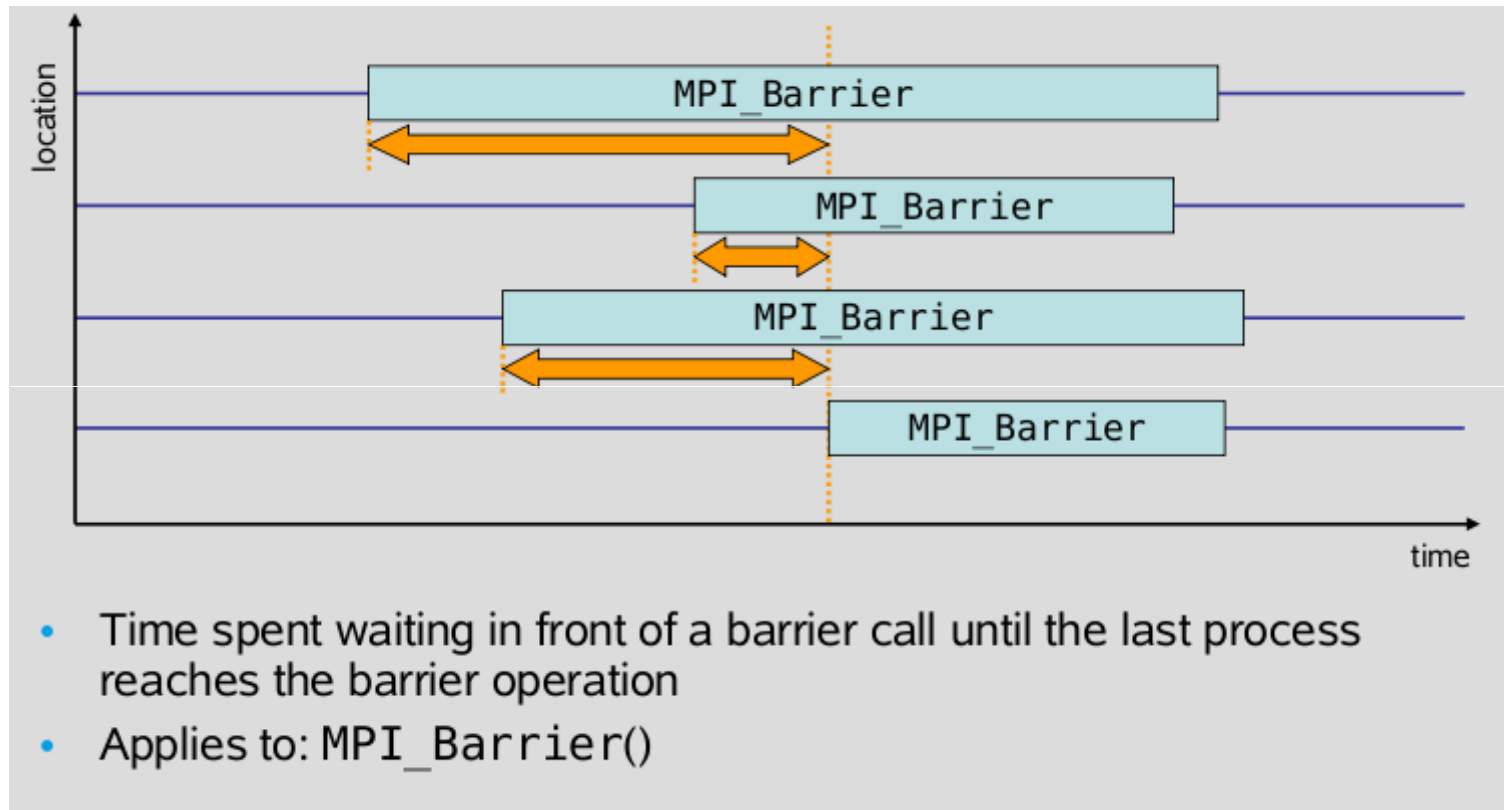 location
MPI_Barrier
MPI_Barrier
MPI_Barrier
MPI_Barrier
time
• Time spent waiting in front of a barrier call until the last process
reaches the barrier operation
• Applies to: MPI_Barrier()